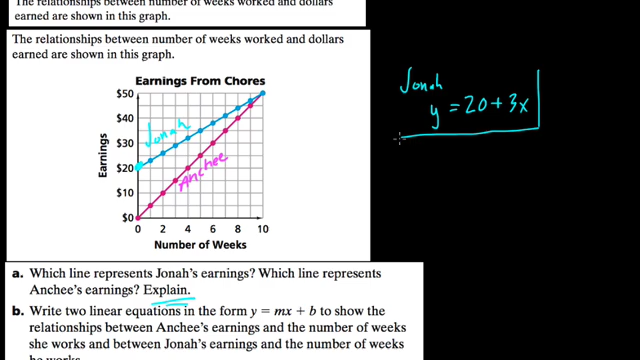 The relationships between number of weeks worked and dollars
earned are shown in this graph.
The relationships between number of weeks worked and dollars
earned are shown in this graph.
Earnings From Chores
$50
$40
$30
$20
$10
$0
Earnings
Jonah
Anchee
0 2 4 6 8 10
Number of Weeks
Jonah
y = 20 + 3x
a. Which line represents Jonah's earnings? Which line represents
Anchee's earnings? Explain.
b. Write two linear equations in the form y = mx + b to show the
relationships between Anchee's earnings and the number of weeks
she works and between Jonah's earnings and the number of weeks
he works.